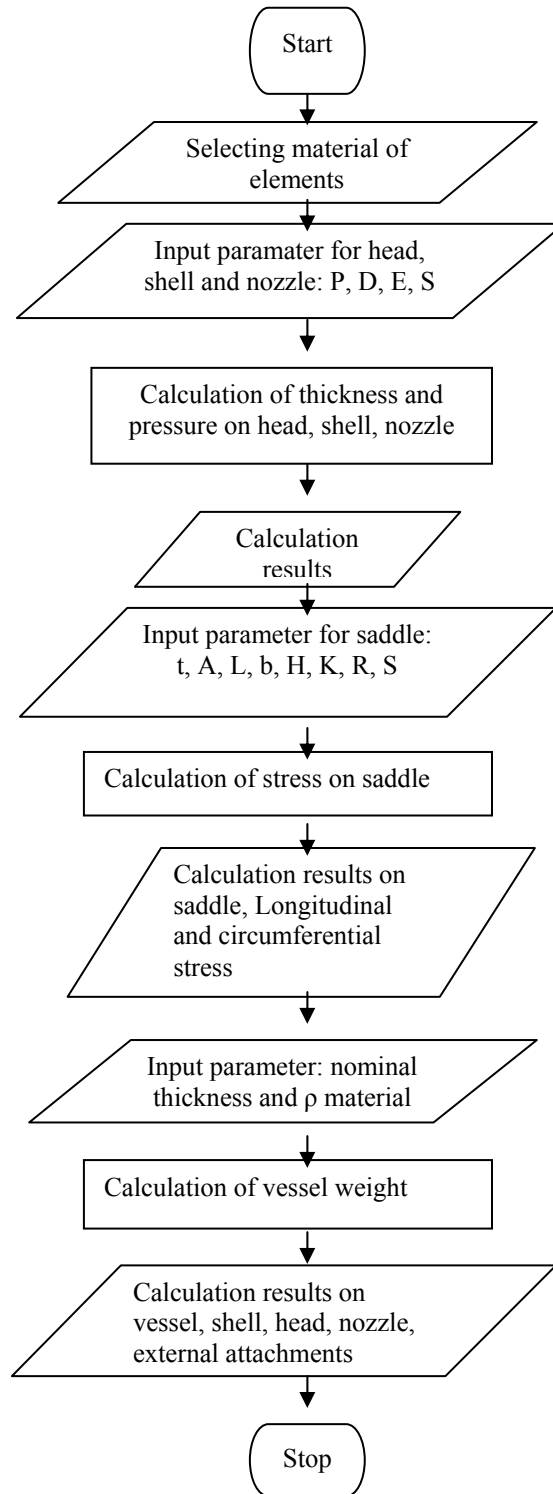 Start
Selecting material of
elements
Input paramater for head,
shell and nozzle: P, D, E, S
Calculation of thickness and
pressure on head, shell, nozzle
Calculation
results
Input parameter for saddle:
t, A, L, b, H, K, R, S
Calculation of stress on saddle
Calculation results on
saddle, Longitudinal
and circumferential
stress
Input parameter: nominal
thickness and ρ material
Calculation of vessel weight
Calculation results on
vessel, shell, head, nozzle,
external attachments
Stop